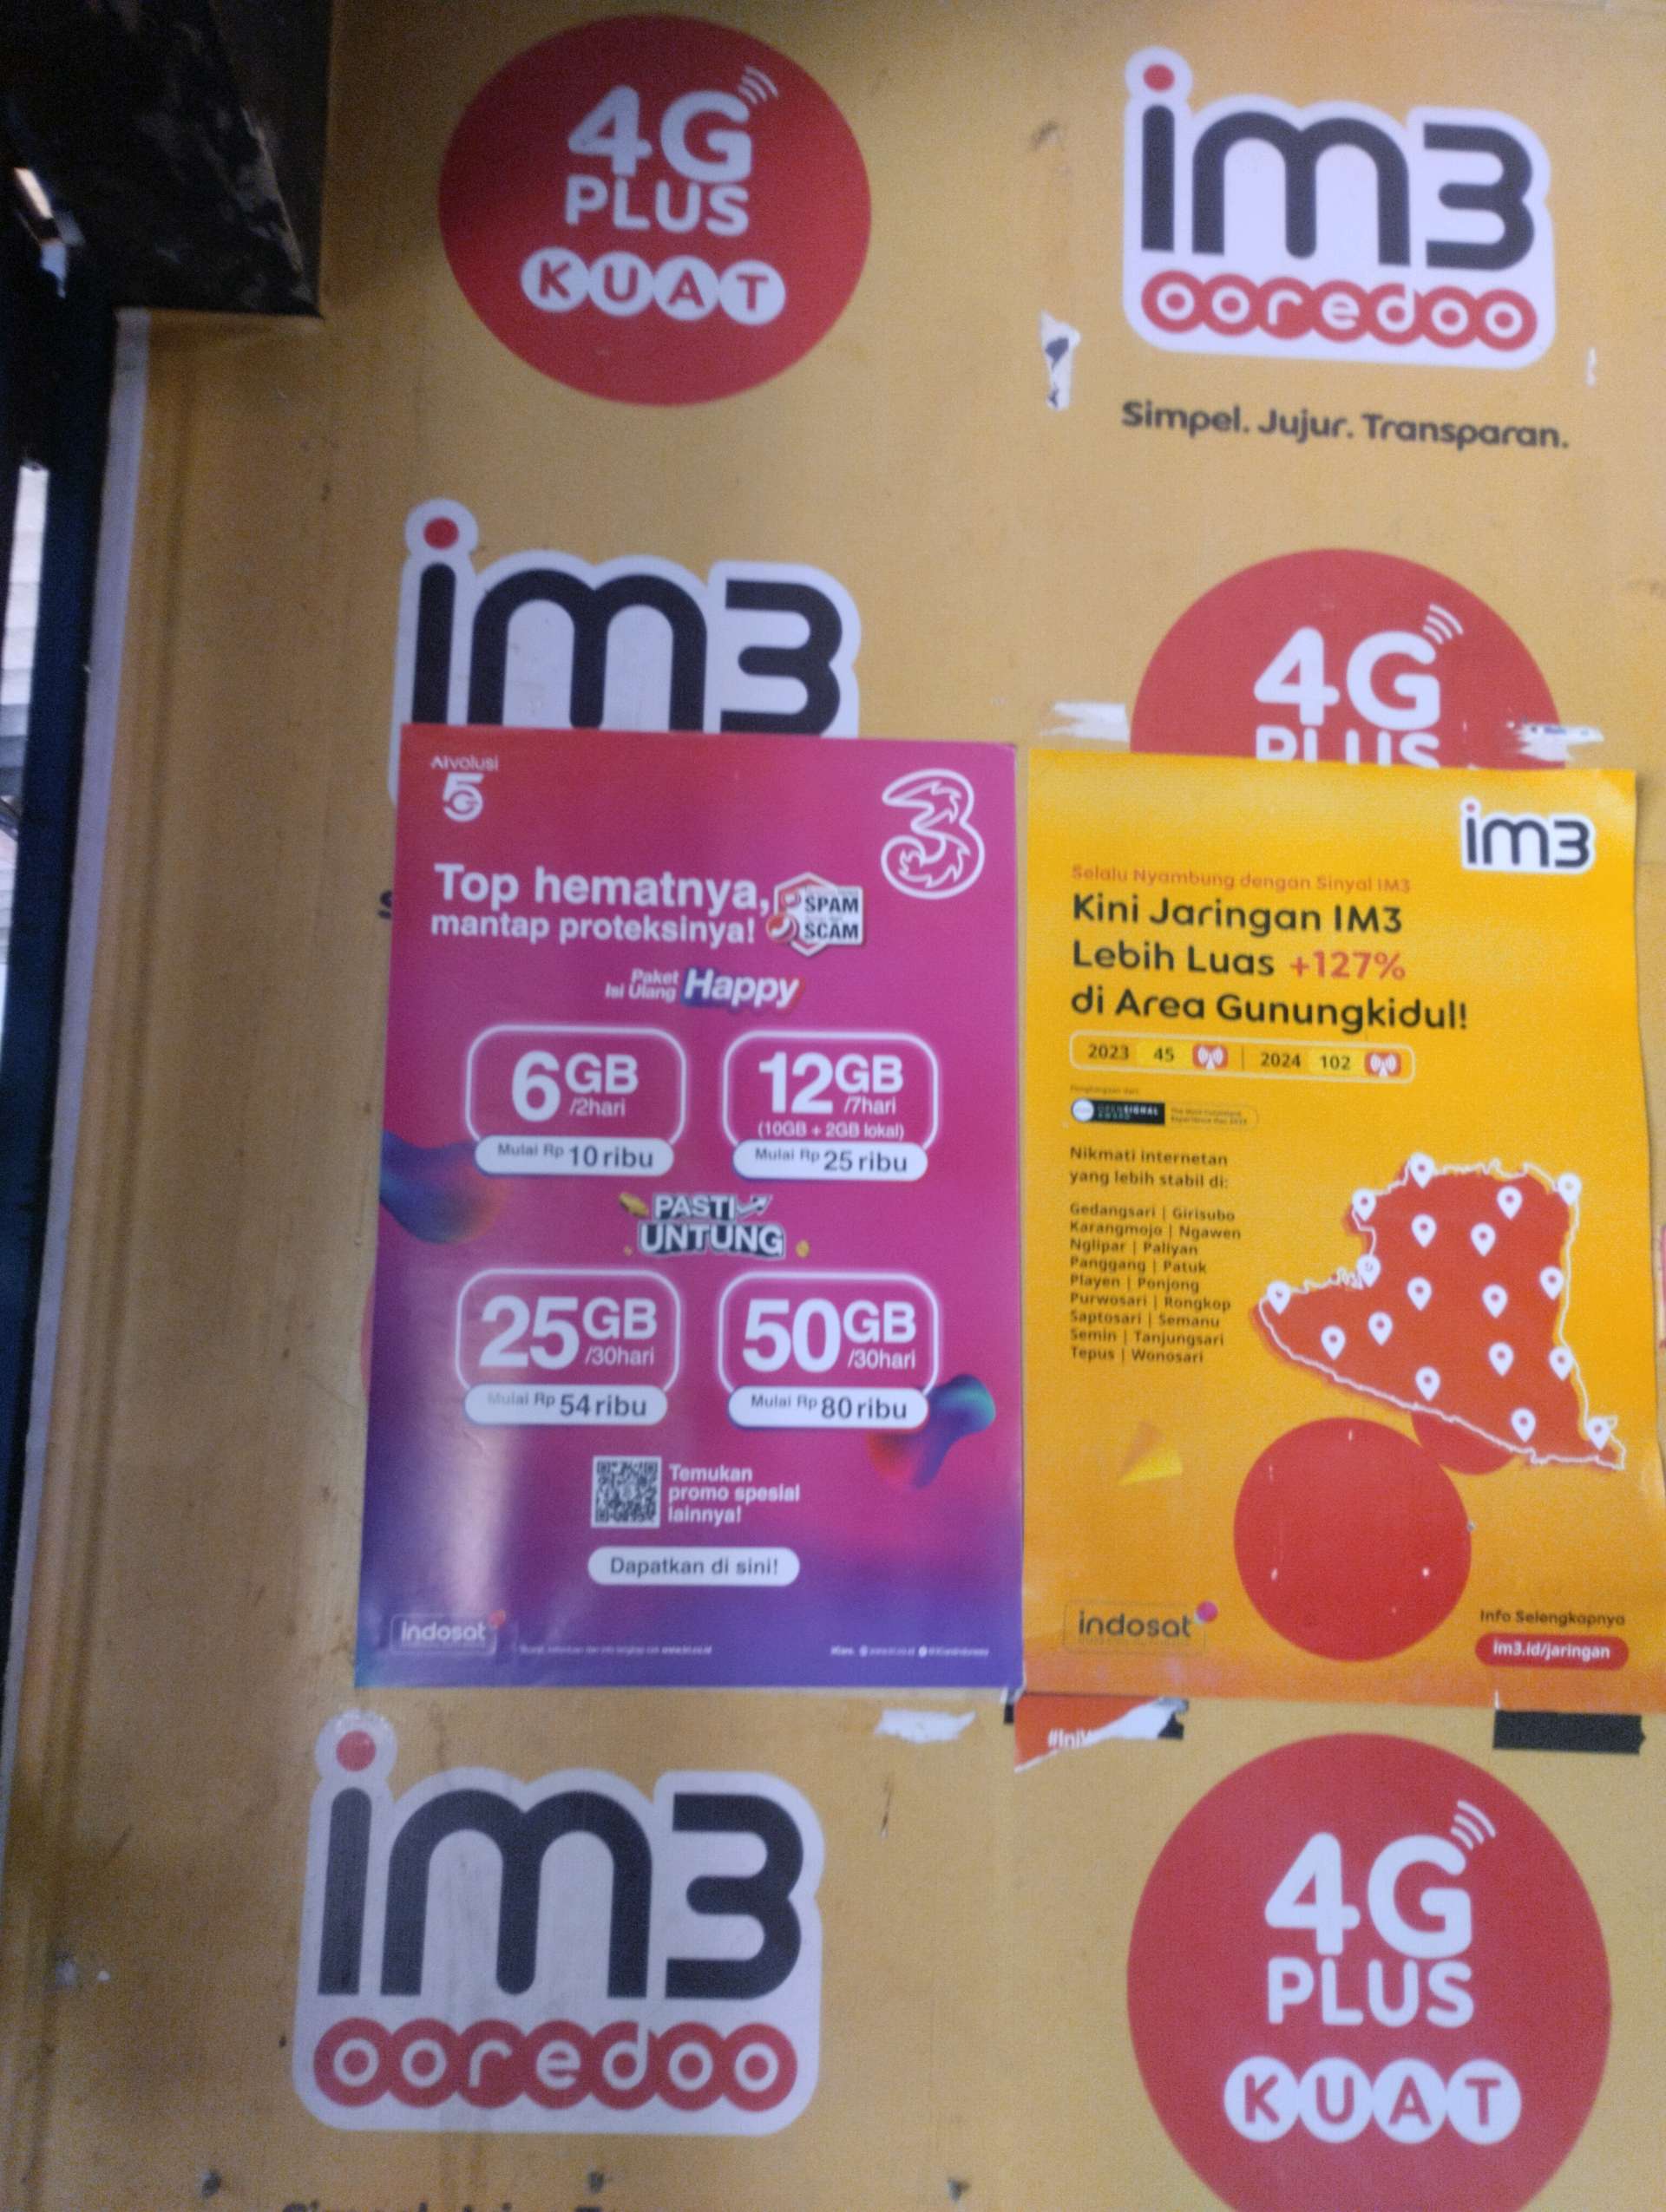 4G
PLUS
KUAT
im3
ooredoo
Simpel. Jujur. Transparan.
im3
4G
PLUS
AIvolusi
5G
3
Top hematnya,
mantap proteksinya!
SPAM
SCAM
Paket
Isi Ulang
Happy
6GB
/2hari
Mulai Rp 10 ribu
12GB
/7hari
(10GB + 2GB lokal)
Mulai Rp 25 ribu
PASTI
UNTUNG
25GB
/30hari
Mulai Rp 54 ribu
50GB
/30hari
Mulai Rp 80 ribu
Temukan
promo spesial
lainnya!
Dapatkan di sini!
indosat
im3
Selalu Nyambung dengan Sinyal IM3
Kini Jaringan IM3
Lebih Luas +127%
di Area Gunungkidul!
2023 45 | 2024 102
OPENSIGNAL
Nikmati internetan
yang lebih stabil di:
Gedangsari | Girisubo
Karangmojo | Ngawen
Nglipar | Paliyan
Panggang | Patuk
Playen | Ponjong
Purwosari | Rongkop
Saptosari | Semanu
Semin | Tanjungsari
Tepus | Wonosari
indosat
Info Selengkapnya
im3.id/jaringan
im3
ooredoo
4G
PLUS
KUAT